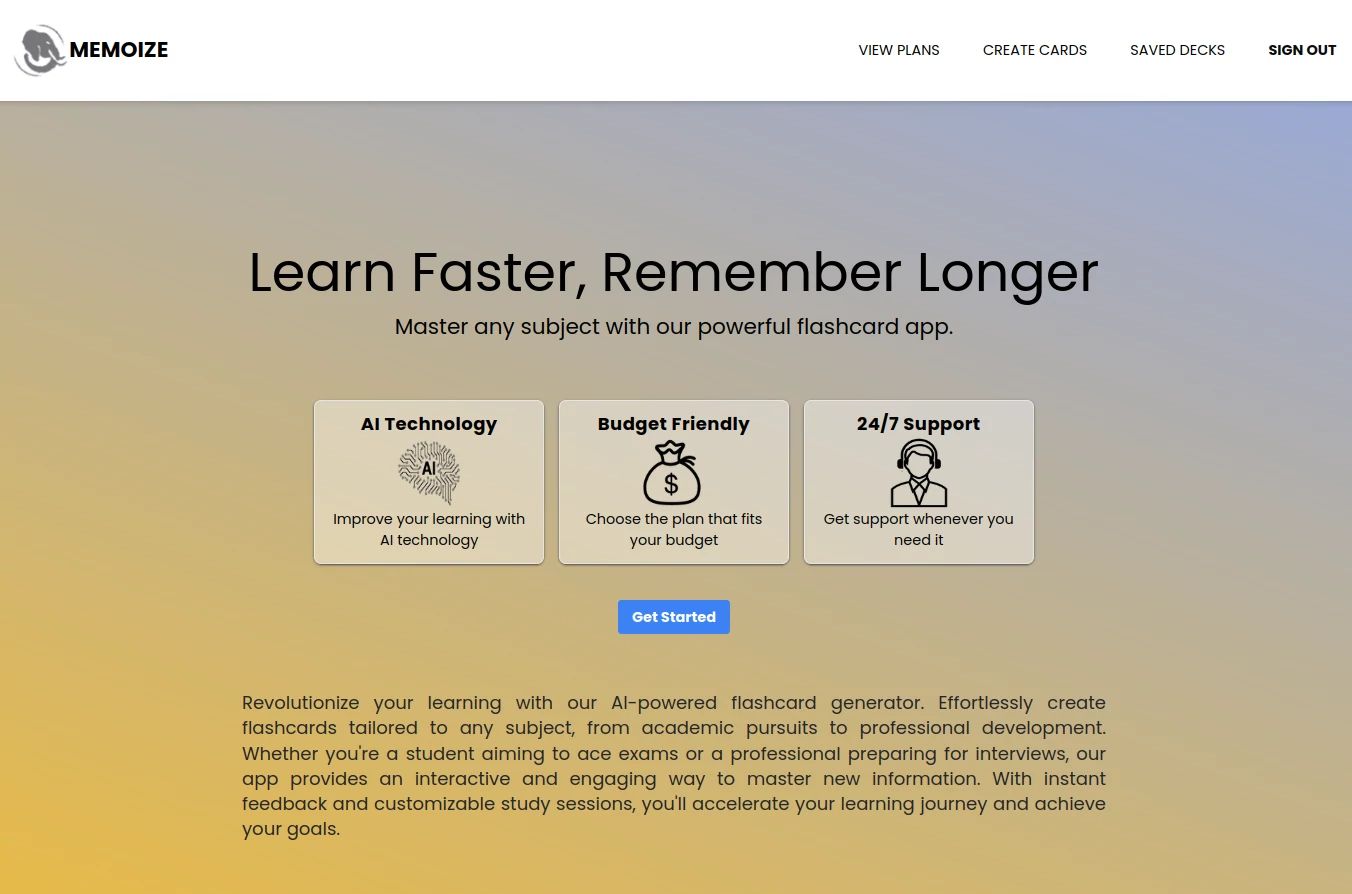 MEMOIZE
VIEW PLANS
CREATE CARDS
SAVED DECKS
SIGN OUT
Learn Faster, Remember Longer
Master any subject with our powerful flashcard app.
AI Technology
AI
Improve your learning with
AI technology
Budget Friendly
$
Choose the plan that fits
your budget
24/7 Support
Get support whenever you
need it
Get Started
Revolutionize your learning with our AI-powered flashcard generator. Effortlessly create
flashcards tailored to any subject, from academic pursuits to professional development.
Whether you're a student aiming to ace exams or a professional preparing for interviews, our
app provides an interactive and engaging way to master new information. With instant
feedback and customizable study sessions, you'll accelerate your learning journey and achieve
your goals.